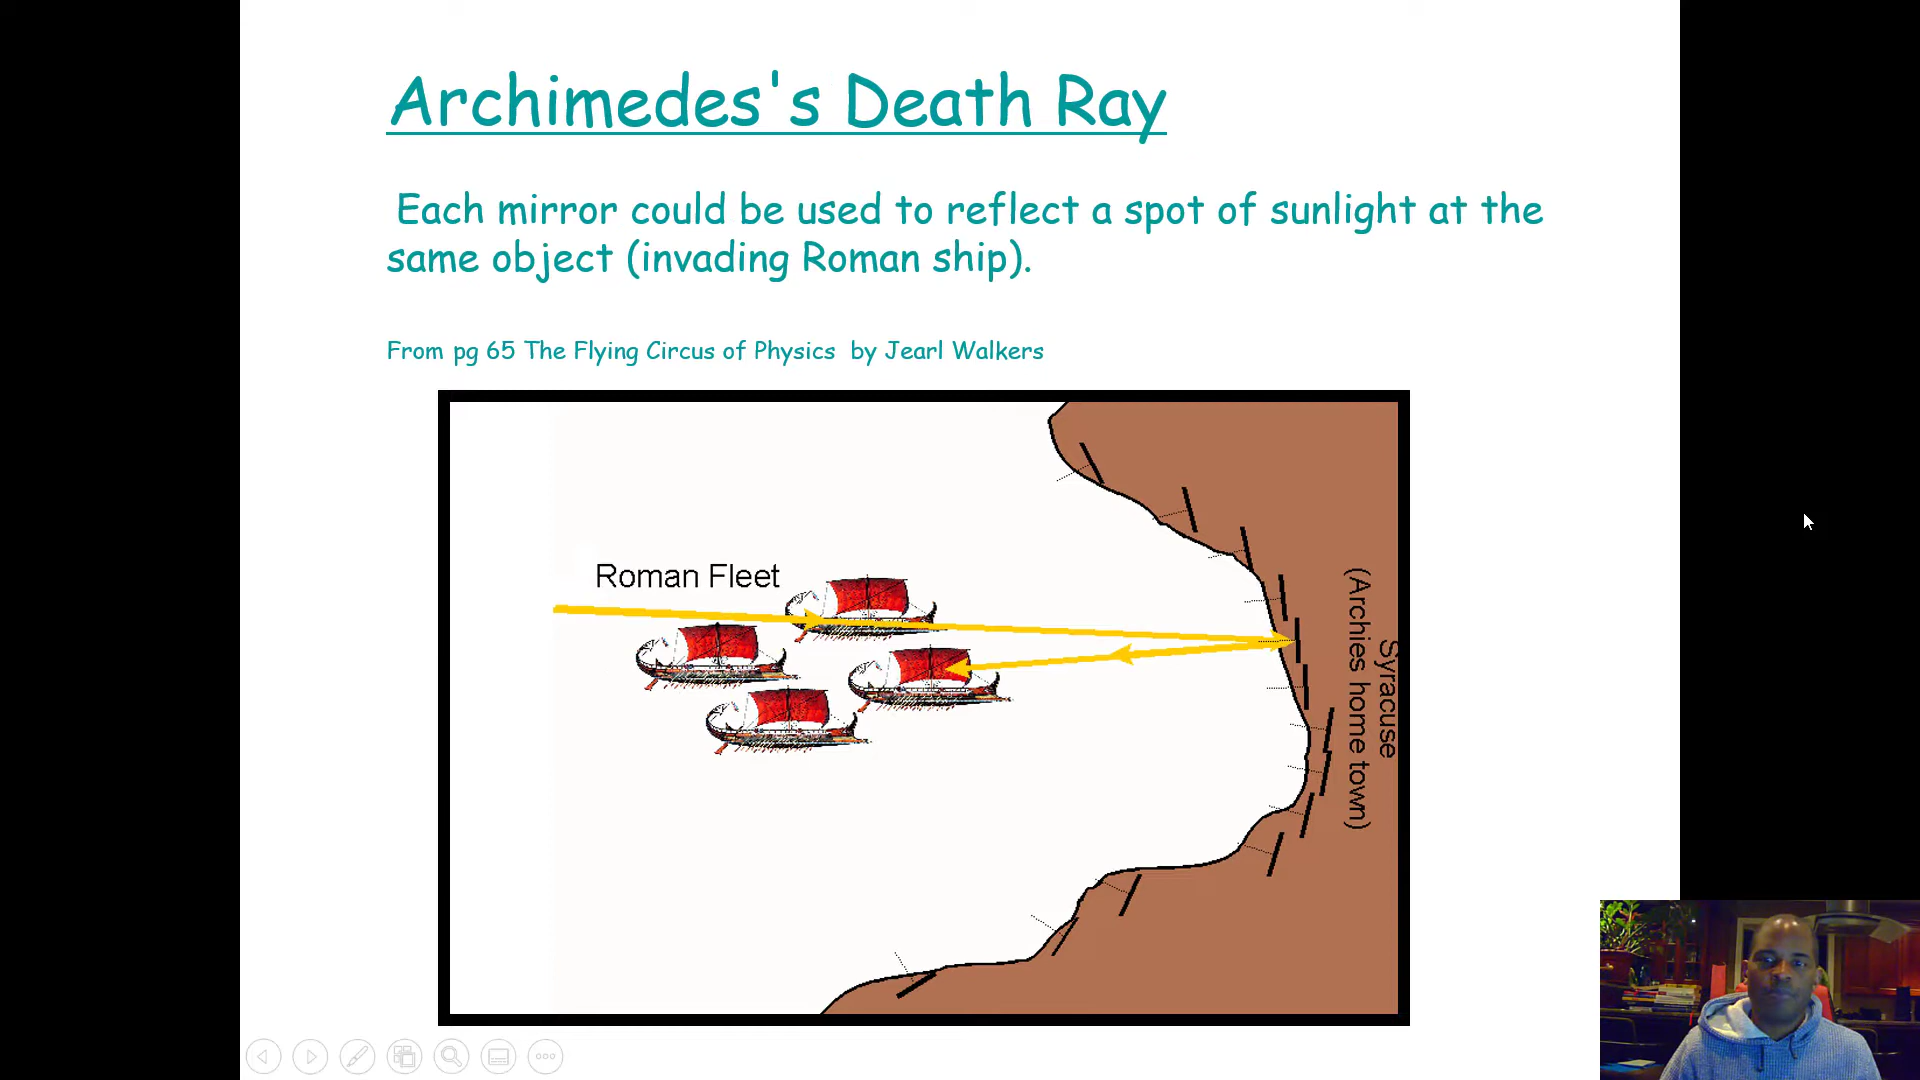 Archimedes's Death Ray
Each mirror could be used to reflect a spot of sunlight at the
same object (invading Roman ship).
From pg 65 The Flying Circus of Physics by Jearl Walkers
Roman Fleet
Syracuse
(Archies home town)